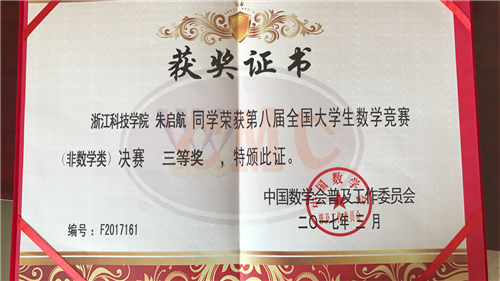 获奖证书
浙江科技学院 朱启航 同学荣获第八届全国大学生数学竞赛
(非数学类)决赛 三等奖 ,特颁此证。
中国数学会普及工作委员会
二〇一七年 三 月
编号:F2017161